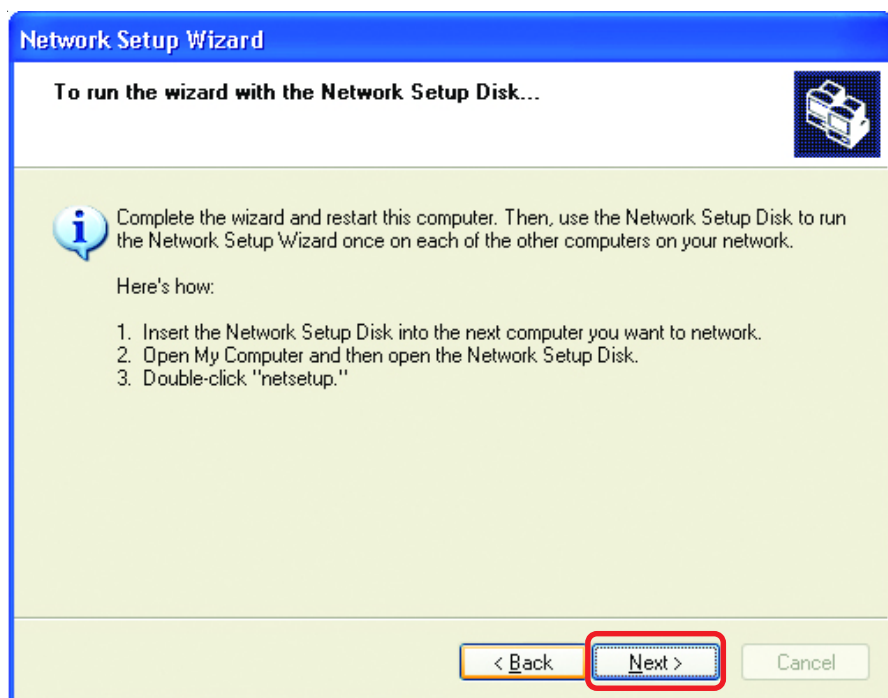 Network Setup Wizard
To run the wizard with the Network Setup Disk...
Complete the wizard and restart this computer. Then, use the Network Setup Disk to run
the Network Setup Wizard once on each of the other computers on your network.
Here's how:
1. Insert the Network Setup Disk into the next computer you want to network.
2. Open My Computer and then open the Network Setup Disk.
3. Double-click "netsetup."
< Back Next > Cancel